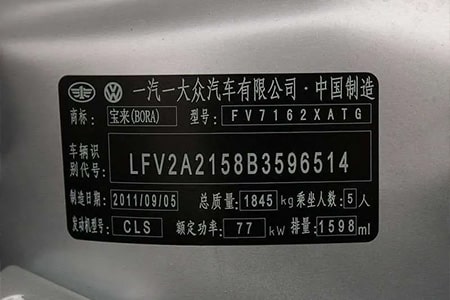 一汽一大众汽车有限公司·中国制造
商标: 宝来(BORA) 型号: FV7162XATG
车辆识别代号: LFV2A2158B3596514
制造日期: 2011/09/05 总质量: 1845 kg 乘坐人数: 5 人
发动机型号: CLS 额定功率: 77 kW 排量: 1598 ml